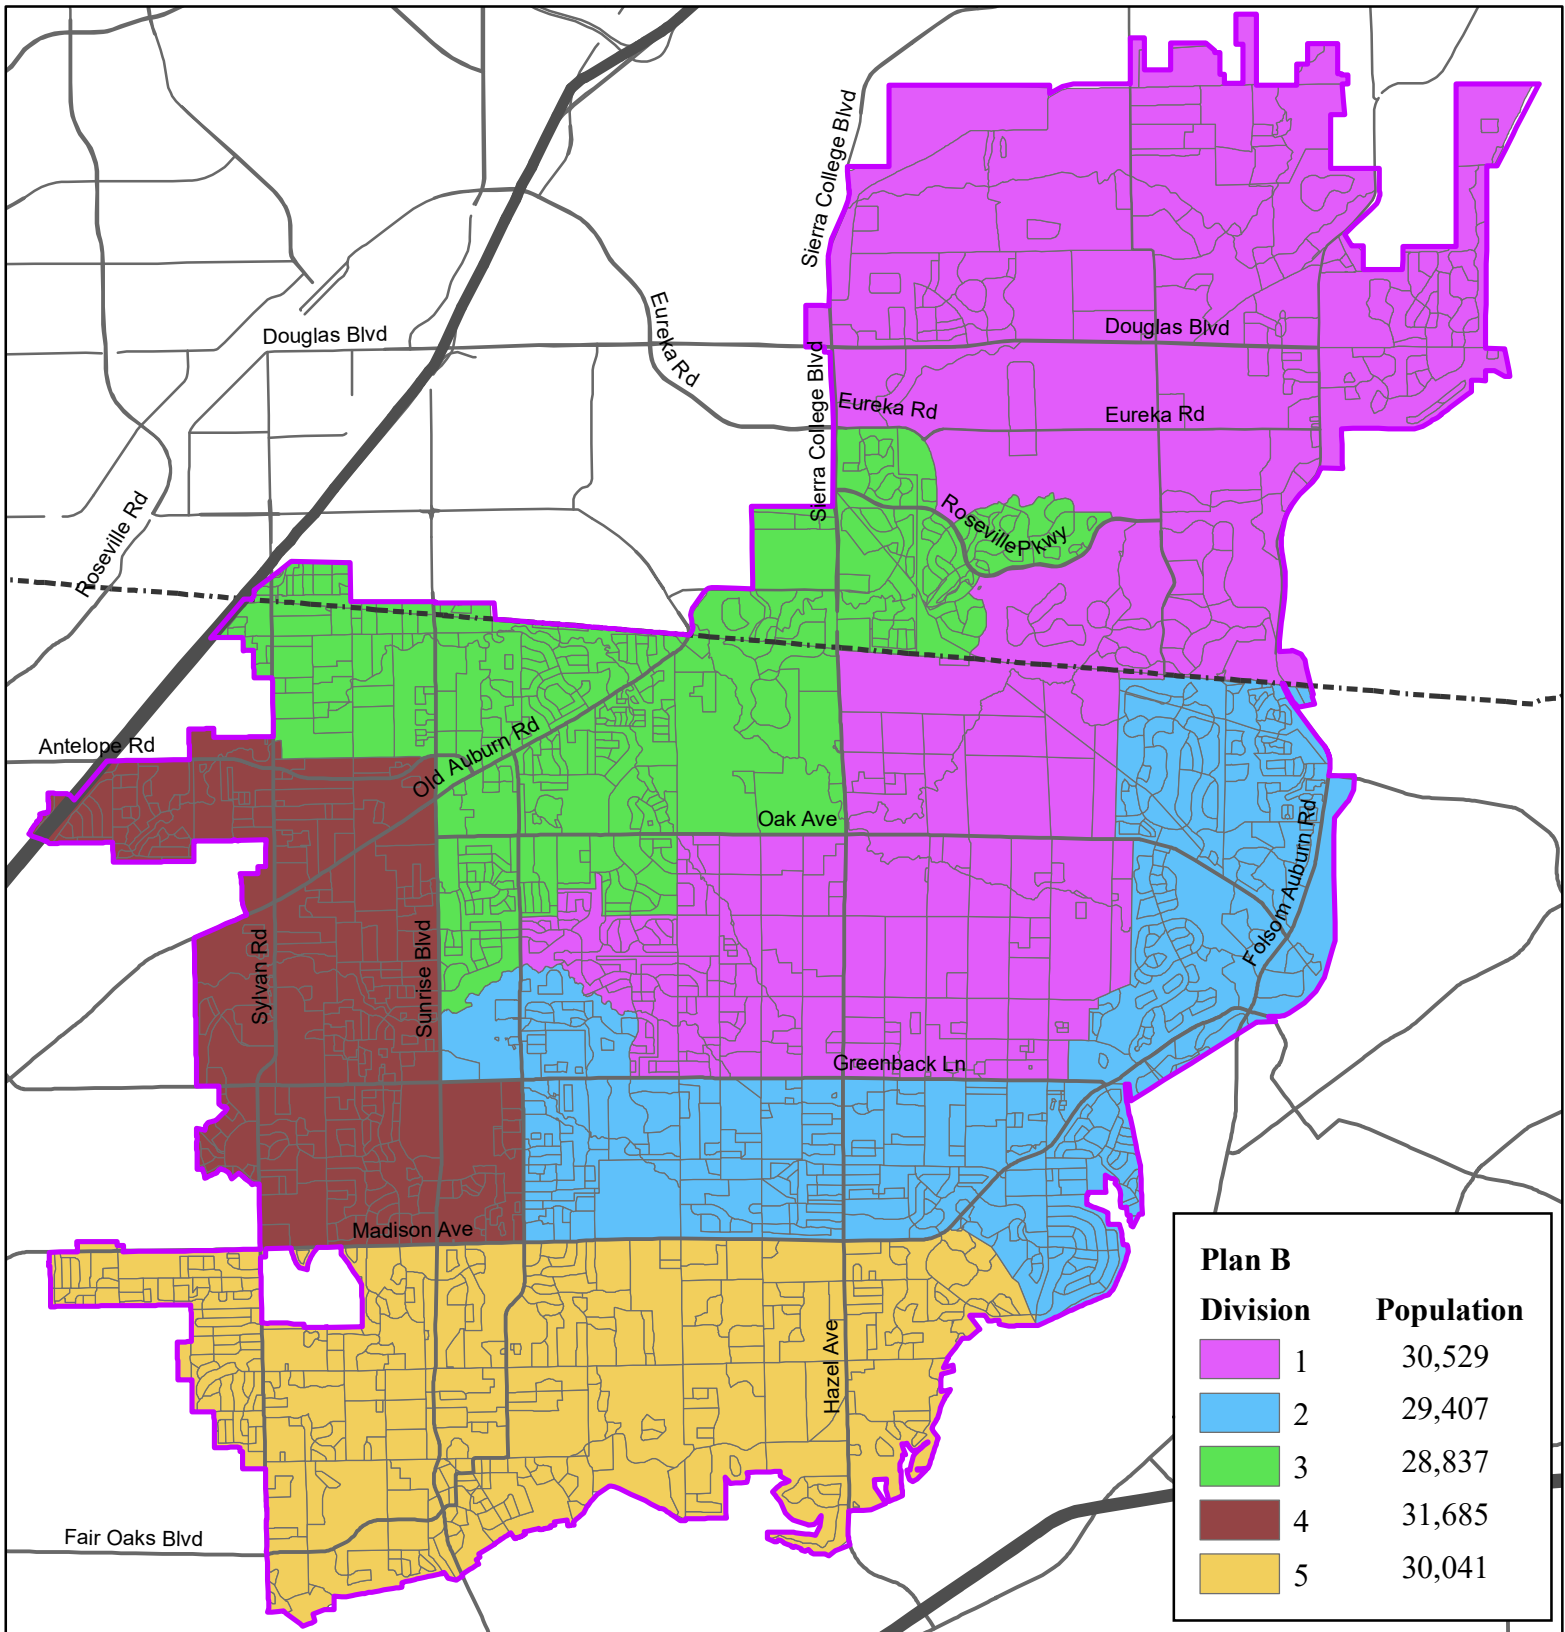 Sierra College Blvd
Douglas Blvd
Eureka Rd
Douglas Blvd
Sierra College Blvd
Eureka Rd
Eureka Rd
Roseville Rd
Roseville Pkwy
Antelope Rd
Old Auburn Rd
Oak Ave
Folsom Auburn Rd
Sylvan Rd
Sunrise Blvd
Greenback Ln
Madison Ave
Hazel Ave
Fair Oaks Blvd
Plan B
Division Population
1 30,529
2 29,407
3 28,837
4 31,685
5 30,041